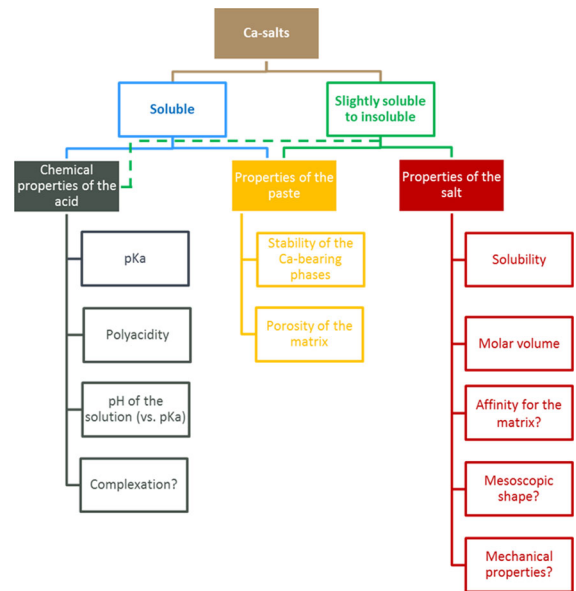 Ca-salts
Soluble
Slightly soluble
to insoluble
Chemical
properties of the
acid
Properties of the
paste
Properties of the
salt
pKa
Polyacidity
pH of the
solution (vs. pKa)
Complexation?
Stability of the
Ca-bearing
phases
Porosity of the
matrix
Solubility
Molar volume
Affinity for the
matrix?
Mesoscopic
shape?
Mechanical
properties?